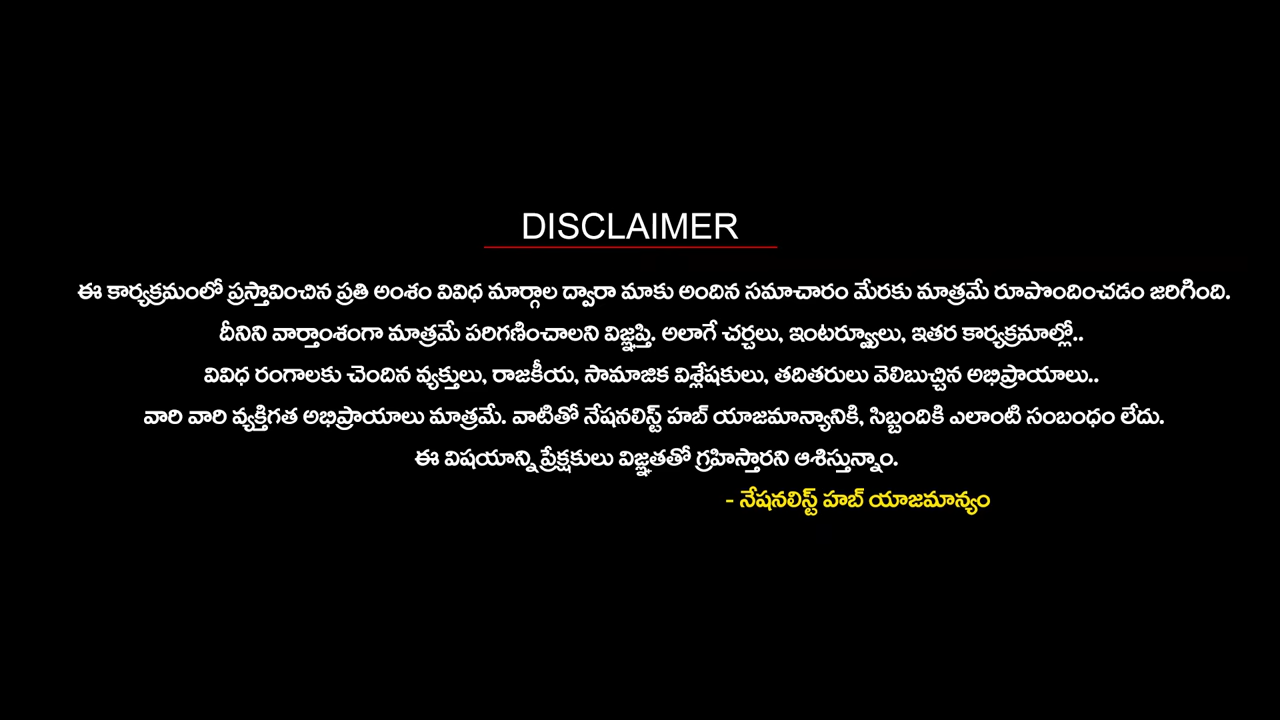 DISCLAIMER
ఈ కార్యక్రమంలో ప్రస్తావించిన ప్రతి అంశం వివిధ మార్గాల ద్వారా మాకు అందిన సమాచారం మేరకు మాత్రమే రూపొందించడం జరిగింది.
దీనిని వార్తాంశంగా మాత్రమే పరిగణించాలని విజ్ఞప్తి. అలాగే చర్చలు, ఇంటర్వ్యూలు, ఇతర కార్యక్రమాల్లో..
వివిధ రంగాలకు చెందిన వ్యక్తులు, రాజకీయ, సామాజిక విశ్లేషకులు, తదితరులు వెలిబుచ్చిన అభిప్రాయాలు..
వారి వారి వ్యక్తిగత అభిప్రాయాలు మాత్రమే. వాటితో నేషనలిస్ట్ హబ్ యాజమాన్యానికి, సిబ్బందికి ఎలాంటి సంబంధం లేదు.
ఈ విషయాన్ని ప్రేక్షకులు విజ్ఞతతో గ్రహిస్తారని ఆశిస్తున్నాం.
- నేషనలిస్ట్ హబ్ యాజమాన్యం